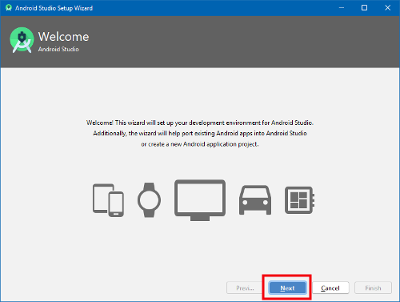 Android Studio Setup Wizard
Welcome
Android Studio
Welcome! This wizard will set up your development environment for Android Studio.
Additionally, the wizard will help port existing Android apps into Android Studio
or create a new Android application project.
Previ... Next Cancel Finish